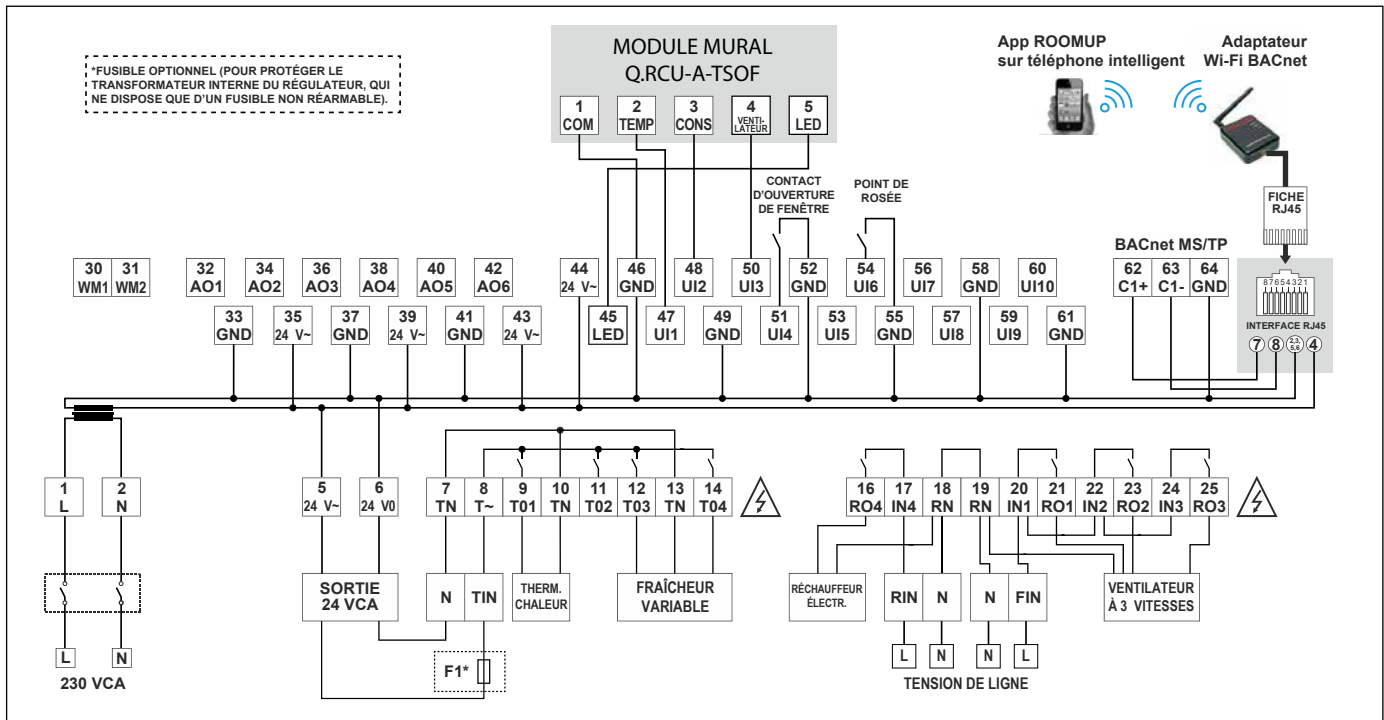 *FUSIBLE OPTIONNEL (POUR PROTÉGER LE
TRANSFORMATEUR INTERNE DU RÉGULATEUR, QUI
NE DISPOSE QUE D'UN FUSIBLE NON RÉARMABLE).
MODULE MURAL
Q.RCU-A-TSOF
1 2 3 4 5
COM TEMP CONS VENTI-LATEUR LED
App ROOMUP
sur téléphone intelligent
Adaptateur
Wi-Fi BACnet
FICHE
RJ45
CONTACT
D'OUVERTURE
DE FENÊTRE
POINT DE
ROSÉE
BACnet MS/TP
30 31 32 34 36 38 40 42 44 46 48 50 52 54 56 58 60 62 63 64
WM1 WM2 AO1 AO2 AO3 AO4 AO5 AO6 24 V~ GND UI2 UI3 GND UI6 UI7 GND UI10 C1+ C1- GND
87654321
INTERFACE RJ45
7 8 2,3, 5,6 4
33 35 37 39 41 43 45 47 49 51 53 55 57 59 61
GND 24 V~ GND 24 V~ GND 24 V~ LED UI1 GND UI4 UI5 GND UI8 UI9 GND
1 2 5 6 7 8 9 10 11 12 13 14 16 17 18 19 20 21 22 23 24 25
L N 24 V~ 24 V0 TN T~ T01 TN T02 T03 TN T04 RO4 IN4 RN RN IN1 RO1 IN2 RO2 IN3 RO3
SORTIE
24 VCA
N TIN
THERM.
CHALEUR
FRAÎCHEUR
VARIABLE
RÉCHAUFFEUR
ÉLECTR.
RIN N N FIN
VENTILATEUR
À 3 VITESSES
F1*
L N
230 VCA
L N N L
TENSION DE LIGNE